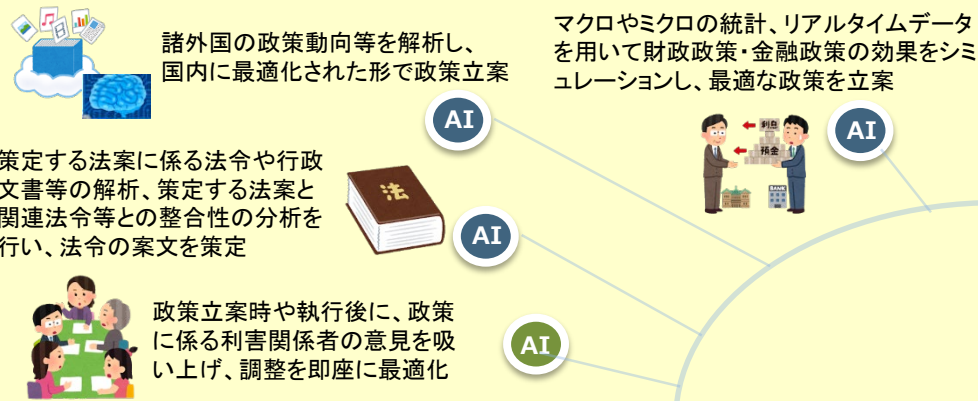 諸外国の政策動向等を解析し、
国内に最適化された形で政策立案
AI
マクロやミクロの統計、リアルタイムデータ
を用いて財政政策・金融政策の効果をシミ
ュレーションし、最適な政策を立案
利息
預金
BANK
AI
策定する法案に係る法令や行政
文書等の解析、策定する法案と
関連法令等との整合性の分析を
行い、法令の案文を策定
法
AI
政策立案時や執行後に、政策
に係る利害関係者の意見を吸
い上げ、調整を即座に最適化
AI